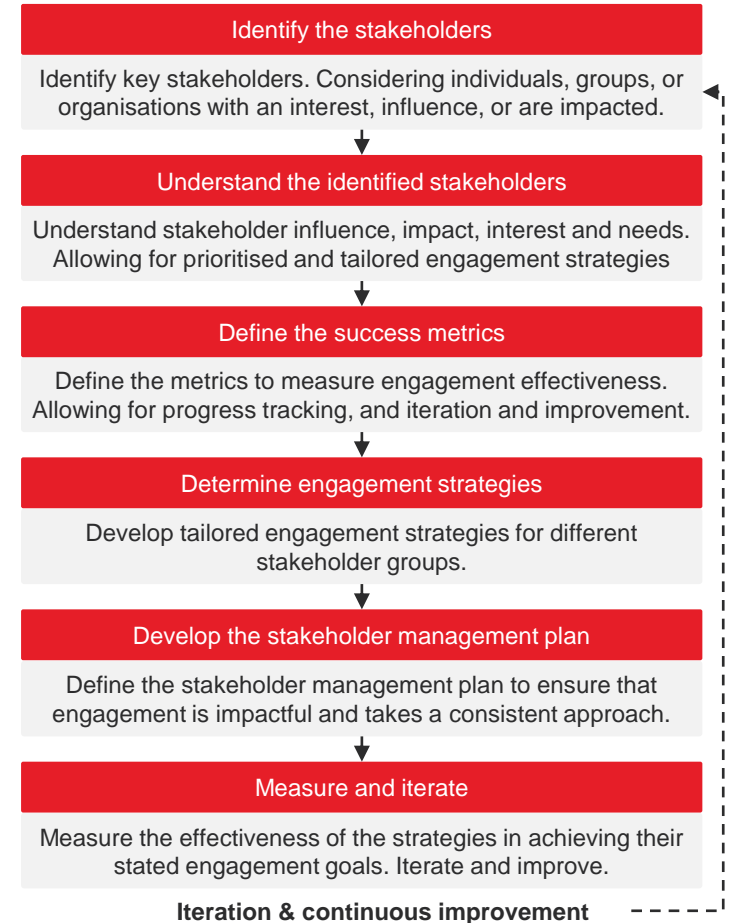 Identify the stakeholders
Identify key stakeholders. Considering individuals, groups, or
organisations with an interest, influence, or are impacted.
Understand the identified stakeholders
Understand stakeholder influence, impact, interest and needs.
Allowing for prioritised and tailored engagement strategies
Define the success metrics
Define the metrics to measure engagement effectiveness.
Allowing for progress tracking, and iteration and improvement.
Determine engagement strategies
Develop tailored engagement strategies for different
stakeholder groups.
Develop the stakeholder management plan
Define the stakeholder management plan to ensure that
engagement is impactful and takes a consistent approach.
Measure and iterate
Measure the effectiveness of the strategies in achieving their
stated engagement goals. Iterate and improve.
Iteration & continuous improvement